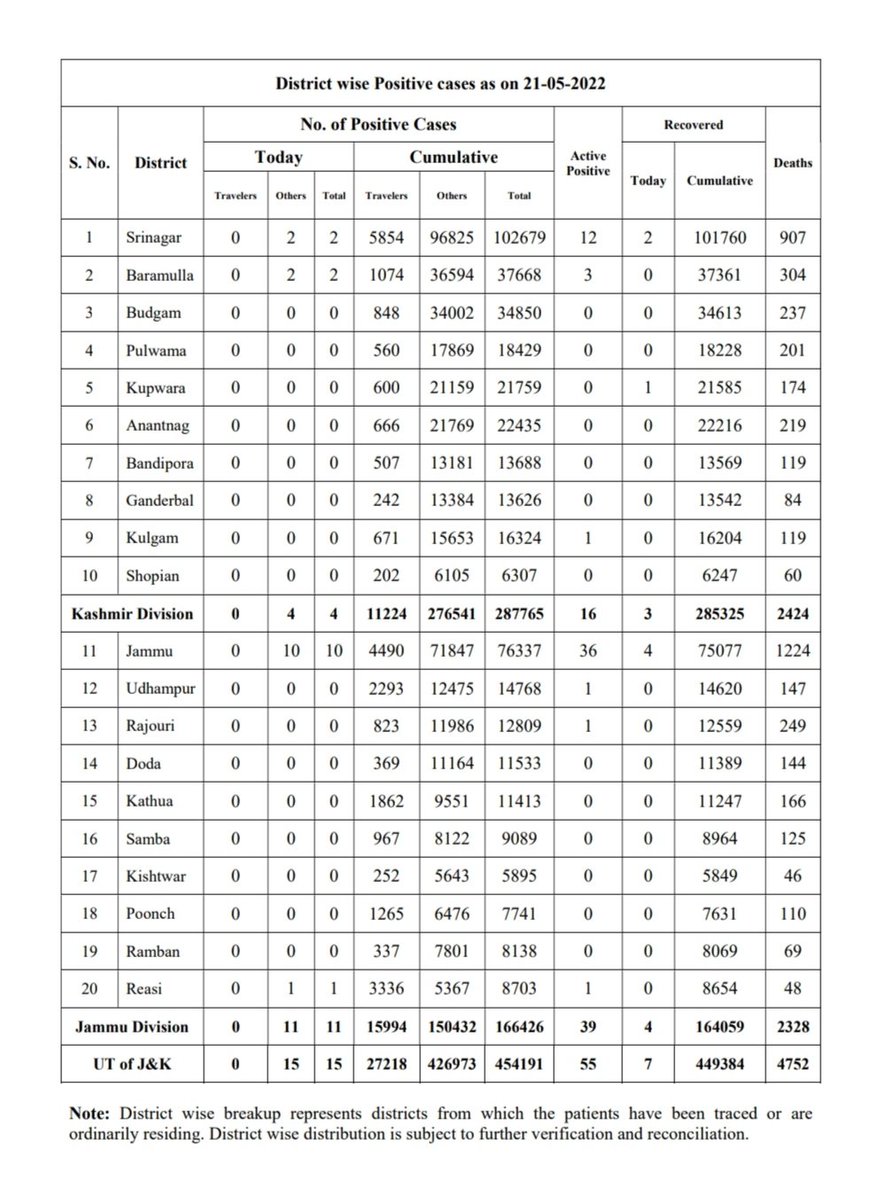 District wise Positive cases as on 21-05-2022
S. No. District No. of Positive Cases Active Positive Recovered Deaths
Today Cumulative Today Cumulative
Travelers Others Total Travelers Others Total
1 Srinagar 0 2 2 5854 96825 102679 12 2 101760 907
2 Baramulla 0 2 2 1074 36594 37668 3 0 37361 304
3 Budgam 0 0 0 848 34002 34850 0 0 34613 237
4 Pulwama 0 0 0 560 17869 18429 0 0 18228 201
5 Kupwara 0 0 0 600 21159 21759 0 1 21585 174
6 Anantnag 0 0 0 666 21769 22435 0 0 22216 219
7 Bandipora 0 0 0 507 13181 13688 0 0 13569 119
8 Ganderbal 0 0 0 242 13384 13626 0 0 13542 84
9 Kulgam 0 0 0 671 15653 16324 1 0 16204 119
10 Shopian 0 0 0 202 6105 6307 0 0 6247 60
Kashmir Division 0 4 4 11224 276541 287765 16 3 285325 2424
11 Jammu 0 10 10 4490 71847 76337 36 4 75077 1224
12 Udhampur 0 0 0 2293 12475 14768 1 0 14620 147
13 Rajouri 0 0 0 823 11986 12809 1 0 12559 249
14 Doda 0 0 0 369 11164 11533 0 0 11389 144
15 Kathua 0 0 0 1862 9551 11413 0 0 11247 166
16 Samba 0 0 0 967 8122 9089 0 0 8964 125
17 Kishtwar 0 0 0 252 5643 5895 0 0 5849 46
18 Poonch 0 0 0 1265 6476 7741 0 0 7631 110
19 Ramban 0 0 0 337 7801 8138 0 0 8069 69
20 Reasi 0 1 1 3336 5367 8703 1 0 8654 48
Jammu Division 0 11 11 15994 150432 166426 39 4 164059 2328
UT of J&K 0 15 15 27218 426973 454191 55 7 449384 4752
Note: District wise breakup represents districts from which the patients have been traced or are
ordinarily residing. District wise distribution is subject to further verification and reconciliation.